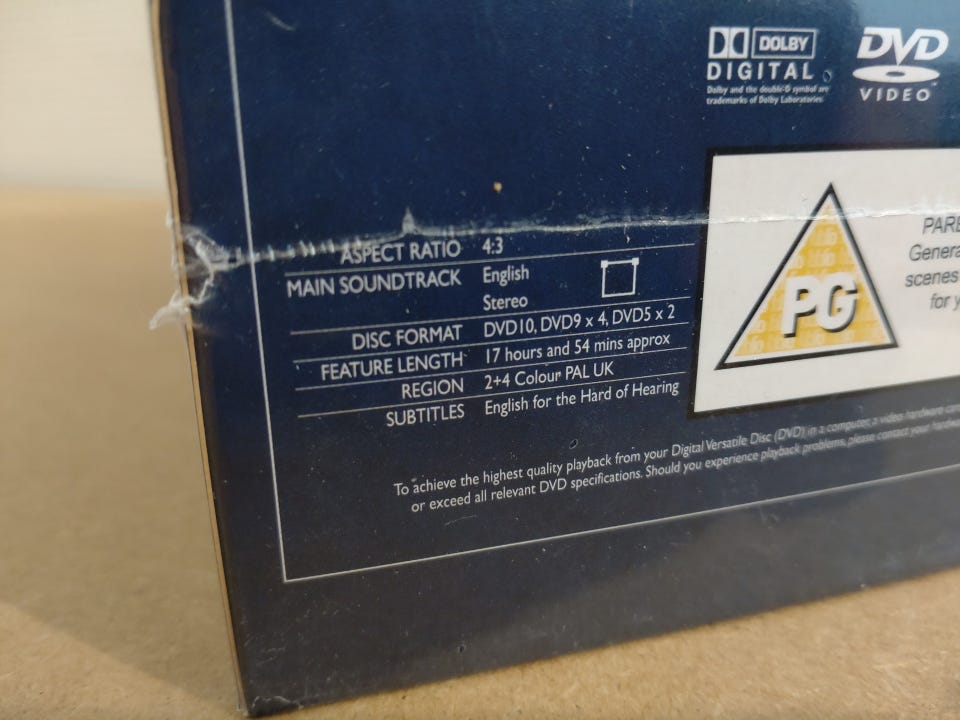 DOLBY
DIGITAL
Dolby and the double-D symbol are
trademarks of Dolby Laboratories.
DVD
VIDEO
ASPECT RATIO 4:3
MAIN SOUNDTRACK English
Stereo
DISC FORMAT DVD10, DVD9 x 4, DVD5 x 2
FEATURE LENGTH 17 hours and 54 mins approx
REGION 2+4 Colour PAL UK
SUBTITLES English for the Hard of Hearing
PG
scenes
for
To achieve the highest quality playback from your Digital Versatile Disc (DVD) in a computer, a video hardware
or exceed all relevant DVD specifications. Should you experience playback problems, please contact your